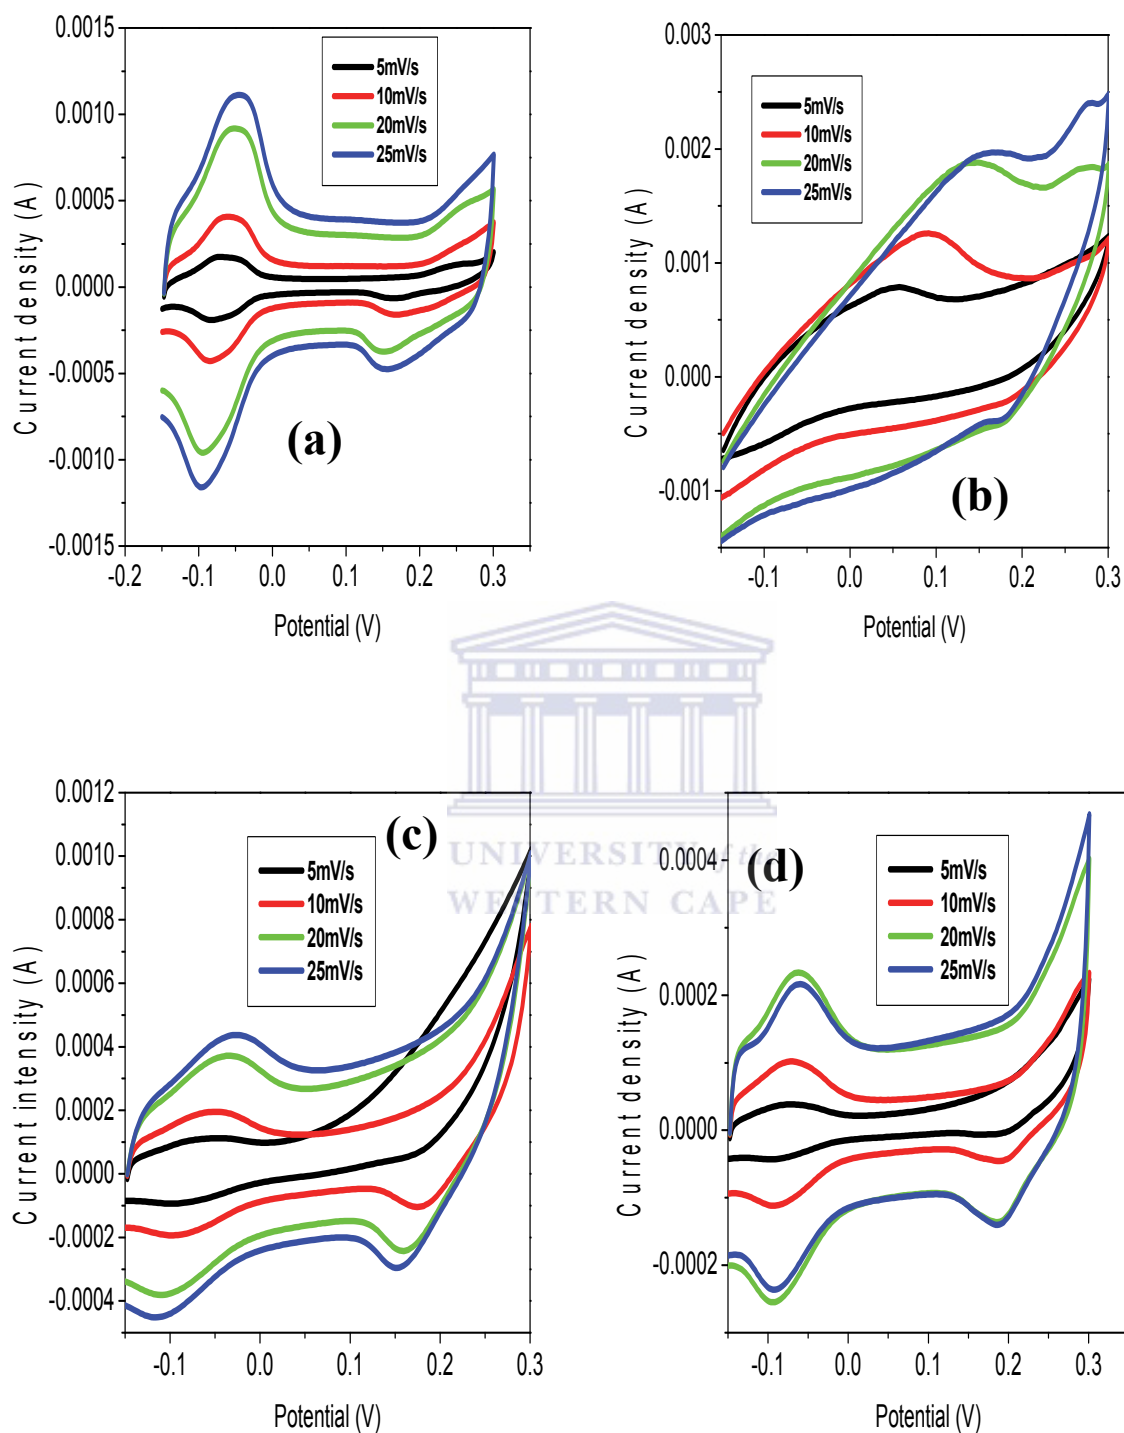 0.0015
0.0010
0.0005
0.0000
-0.0005
-0.0010
-0.0015
-0.2 -0.1 0.0 0.1 0.2 0.3
Current density (A)
Potential (V)
5mV/s
10mV/s
20mV/s
25mV/s
(a)
0.003
0.002
0.001
0.000
-0.001
-0.1 0.0 0.1 0.2 0.3
Current density (A)
Potential (V)
5mV/s
10mV/s
20mV/s
25mV/s
(b)
UNIVERSITY of the
WESTERN CAPE
0.0012
0.0010
0.0008
0.0006
0.0004
0.0002
0.0000
-0.0002
-0.0004
-0.1 0.0 0.1 0.2 0.3
Current intensity (A)
Potential (V)
5mV/s
10mV/s
20mV/s
25mV/s
(c)
0.0004
0.0002
0.0000
-0.0002
-0.1 0.0 0.1 0.2 0.3
Current density (A)
Potential (V)
5mV/s
10mV/s
20mV/s
25mV/s
(d)